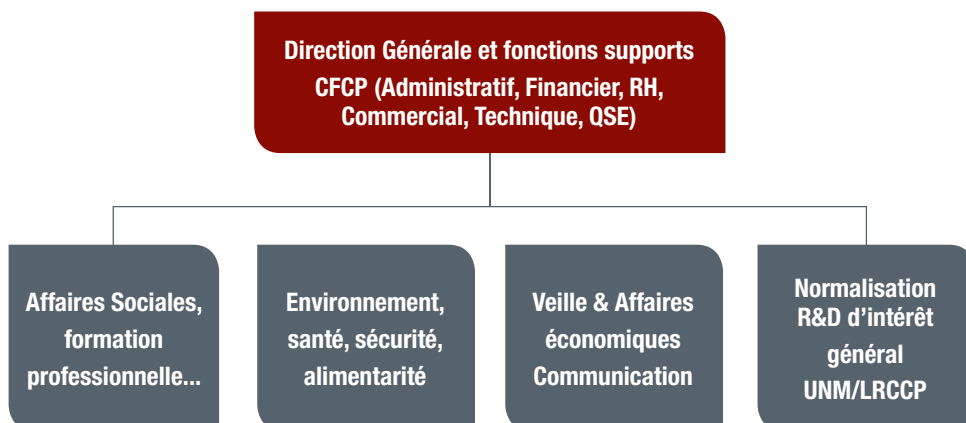 Direction Générale et fonctions supports
CFCP (Administratif, Financier, RH,
Commercial, Technique, QSE)
Affaires Sociales,
formation
professionnelle...
Environnement,
santé, sécurité,
alimentarité
Veille & Affaires
économiques
Communication
Normalisation
R&D d’intérêt
général
UNM/LRCCP